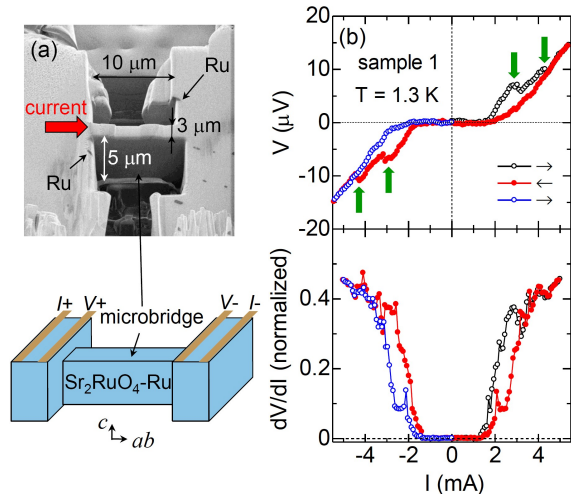 (a)
10 μm
Ru
current
3 μm
5 μm
Ru
I+ V+ V- I-
microbridge
Sr₂RuO₄-Ru
c
ab
(b)
sample 1
T = 1.3 K
V (μV)
20
10
0
-10
-20
→
←
→
dV/dI (normalized)
0.4
0.2
0
-4 -2 0 2 4
I (mA)